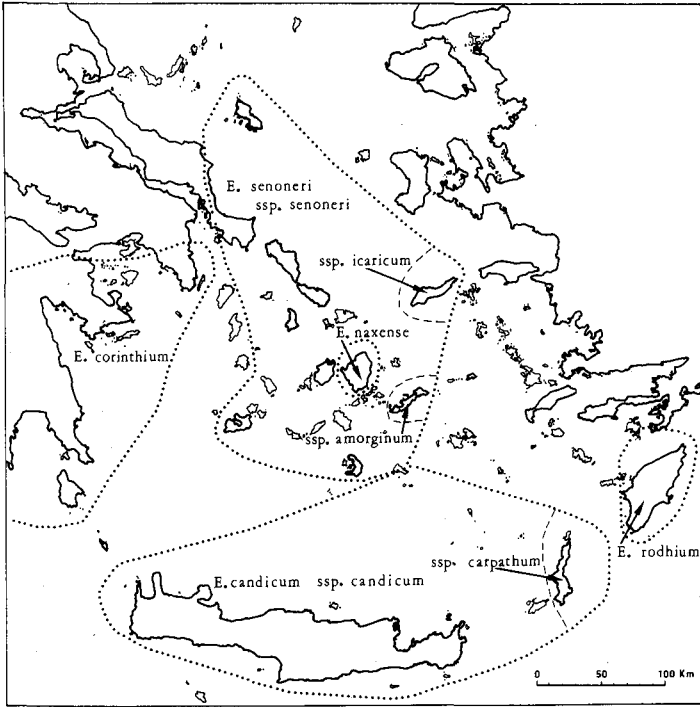 E. senoneri
ssp. senoneri
ssp. icaricum
E. naxense
E. corinthium
ssp. amorginum
E. rodhium
ssp. carpathum
E.candicum ssp. candicum
0 50 100 Km